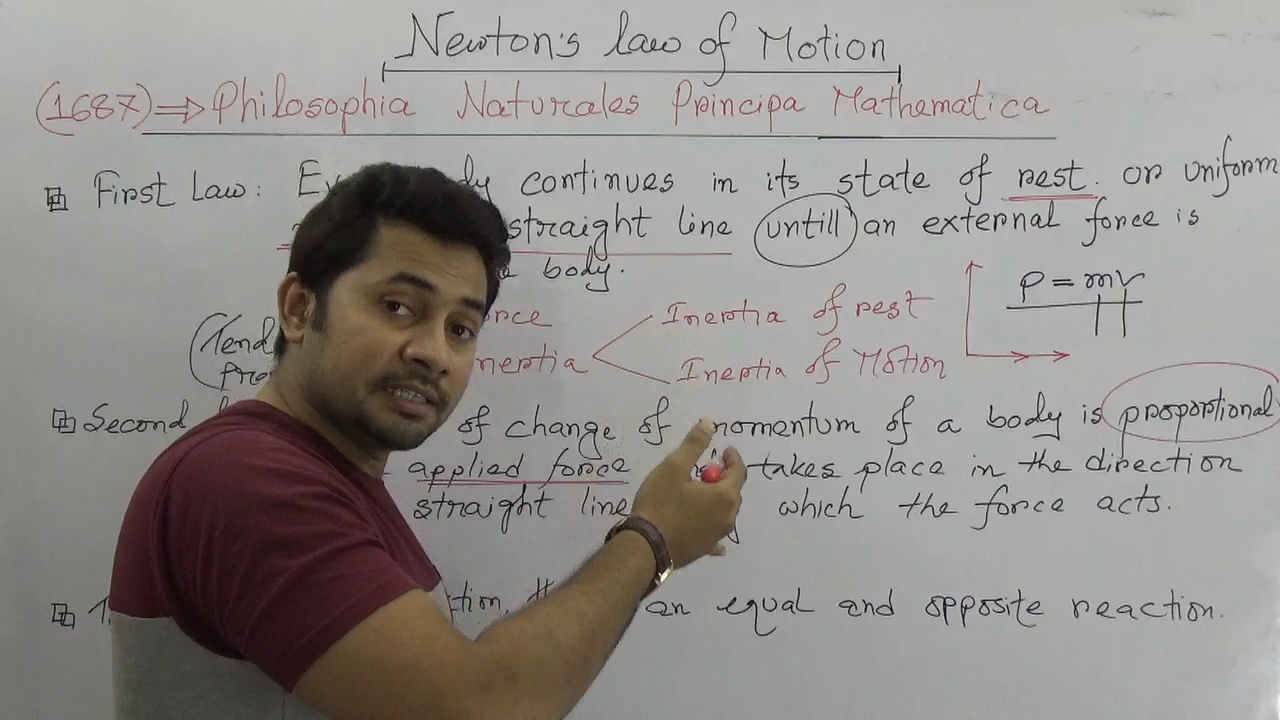 Newton's law of Motion
(1687) ⇒ Philosophia Naturales Principa Mathematica
First Law: continues in its state of rest. or uniform
straight line untill an external force is
body.
P = mv
Inertia of rest
(Tend
inertia
Inertia of Motion
Second of change of momentum of a body is proportional
applied force takes place in the direction
straight line which the force acts.
an equal and opposite reaction.